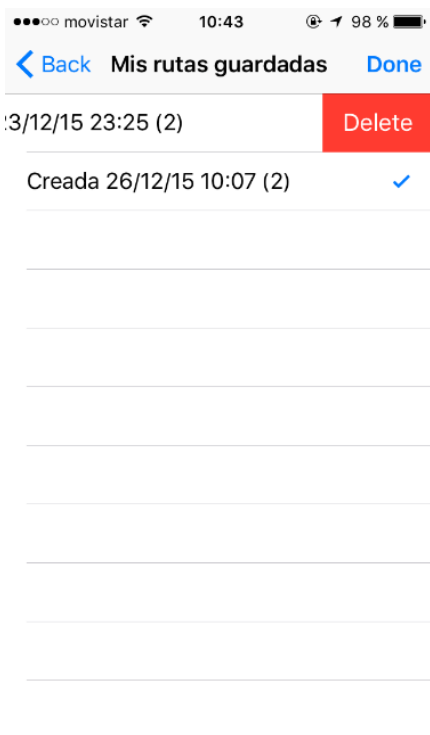 movistar 10:43 98 %
Back Mis rutas guardadas Done
3/12/15 23:25 (2) Delete
Creada 26/12/15 10:07 (2)